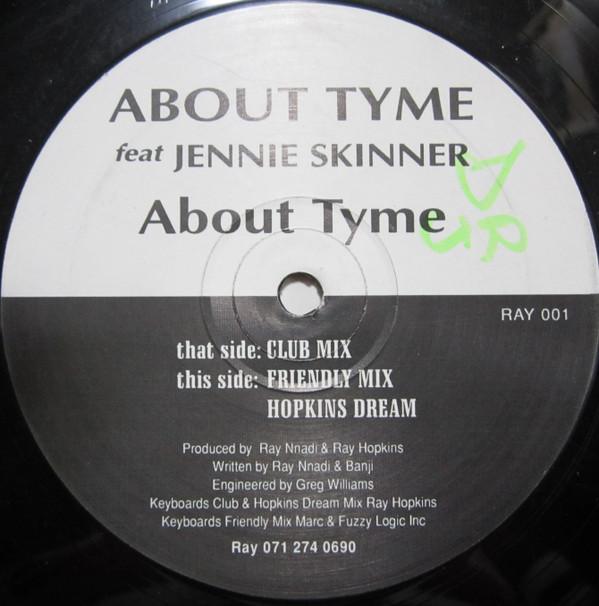 ABOUT TYME
feat JENNIE SKINNER
About Tyme
RAY 001
that side: CLUB MIX
this side: FRIENDLY MIX
HOPKINS DREAM
Produced by Ray Nnadi & Ray Hopkins
Written by Ray Nnadi & Banji
Engineered by Greg Williams
Keyboards Club & Hopkins Dream Mix Ray Hopkins
Keyboards Friendly Mix Marc & Fuzzy Logic Inc
Ray 071 274 0690